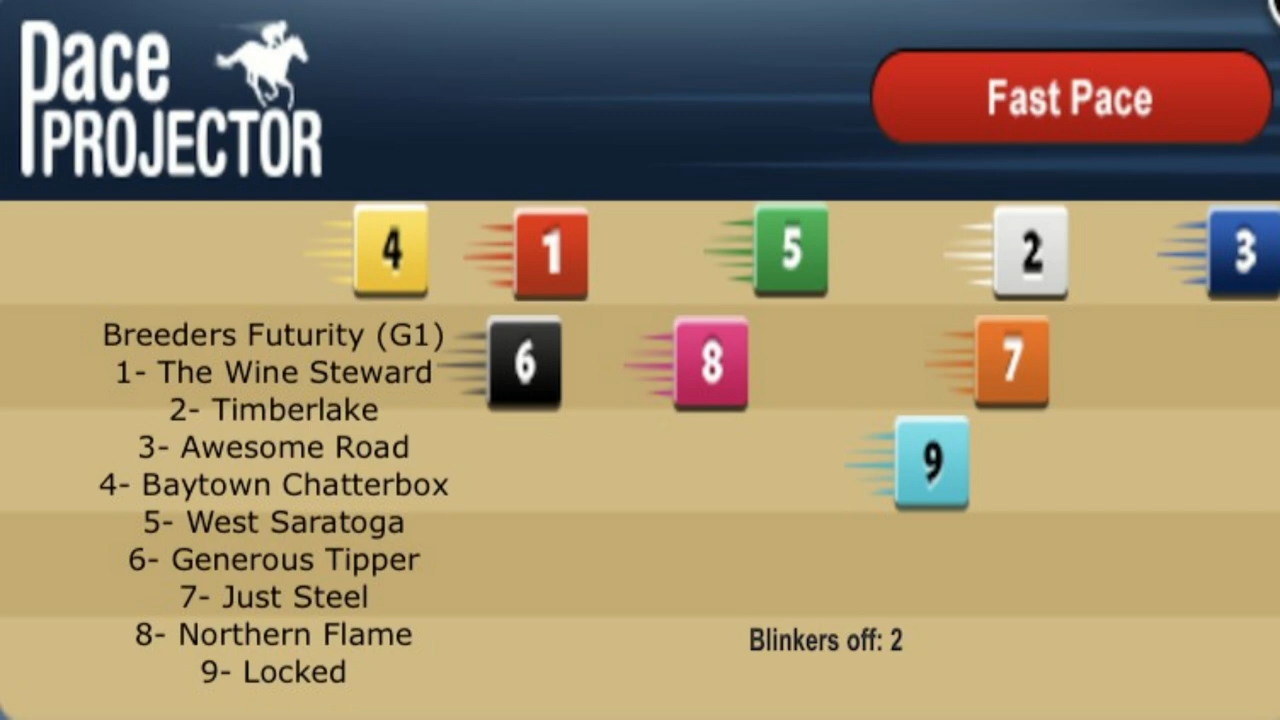 Pace
PROJECTOR
Fast Pace
4 1 5 2 3
6 8 7
9
Breeders Futurity (G1)
1- The Wine Steward
2- Timberlake
3- Awesome Road
4- Baytown Chatterbox
5- West Saratoga
6- Generous Tipper
7- Just Steel
8- Northern Flame
9- Locked
Blinkers off: 2